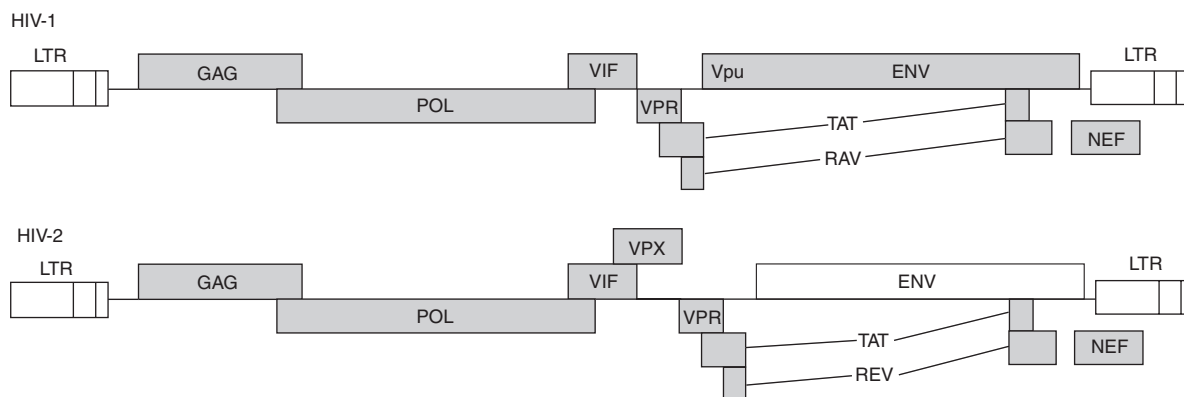 HIV-1
LTR
GAG
POL
VIF
VPR
Vpu ENV
TAT
RAV
NEF
LTR
HIV-2
LTR
GAG
POL
VIF
VPX
VPR
ENV
TAT
REV
NEF
LTR